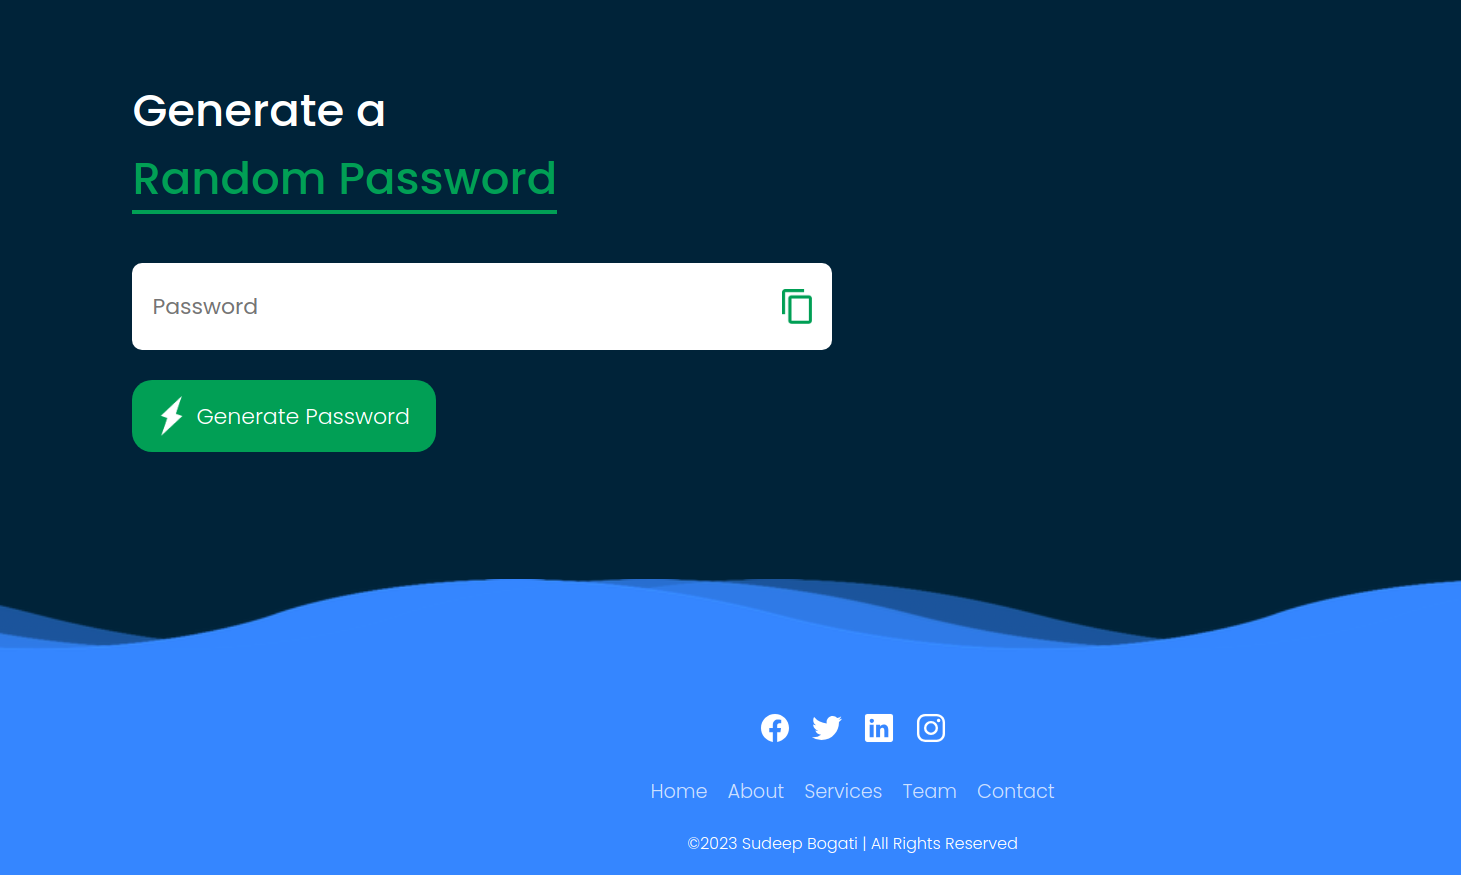 Generate a
Random Password
Password
Generate Password
Home About Services Team Contact
©2023 Sudeep Bogati | All Rights Reserved